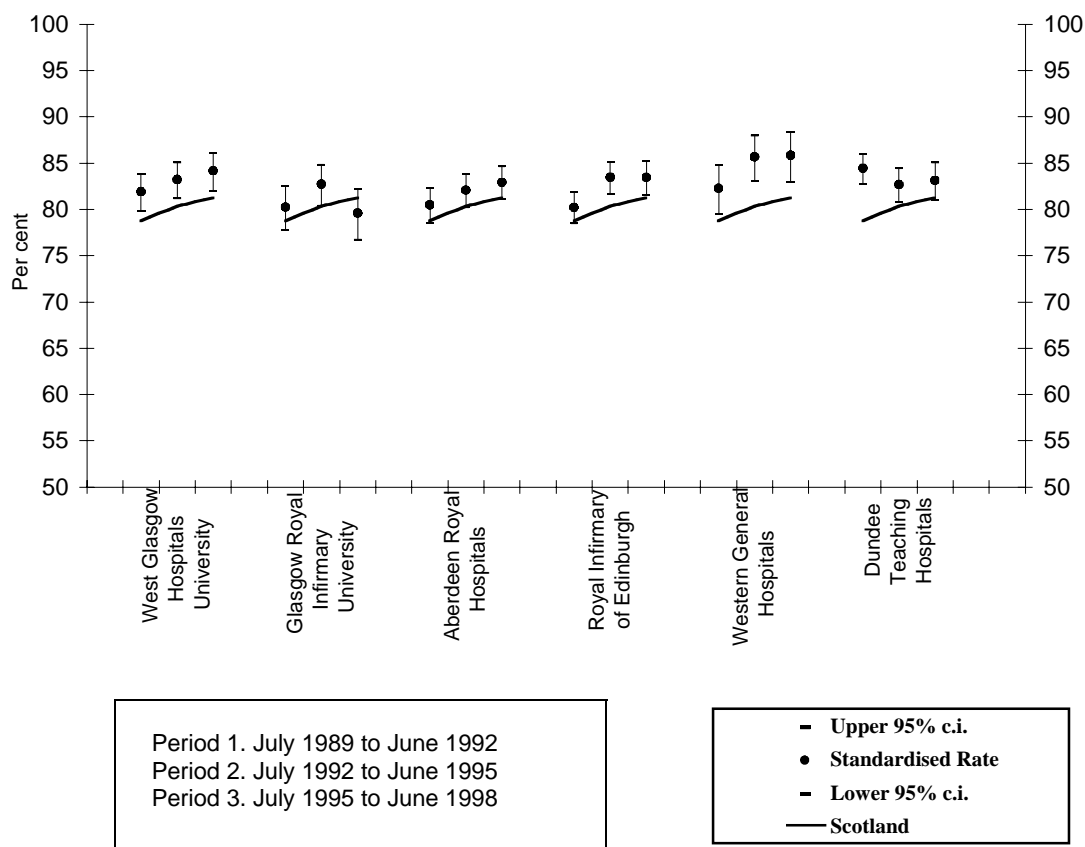 100
95
90
85
80
75
70
65
60
55
50
Per cent
100
95
90
85
80
75
70
65
60
55
50
West Glasgow
Hospitals
University
Glasgow Royal
Infirmary
University
Aberdeen Royal
Hospitals
Royal Infirmary
of Edinburgh
Western General
Hospitals
Dundee
Teaching
Hospitals
Period 1. July 1989 to June 1992
Period 2. July 1992 to June 1995
Period 3. July 1995 to June 1998
Upper 95% c.i.
Standardised Rate
Lower 95% c.i.
Scotland